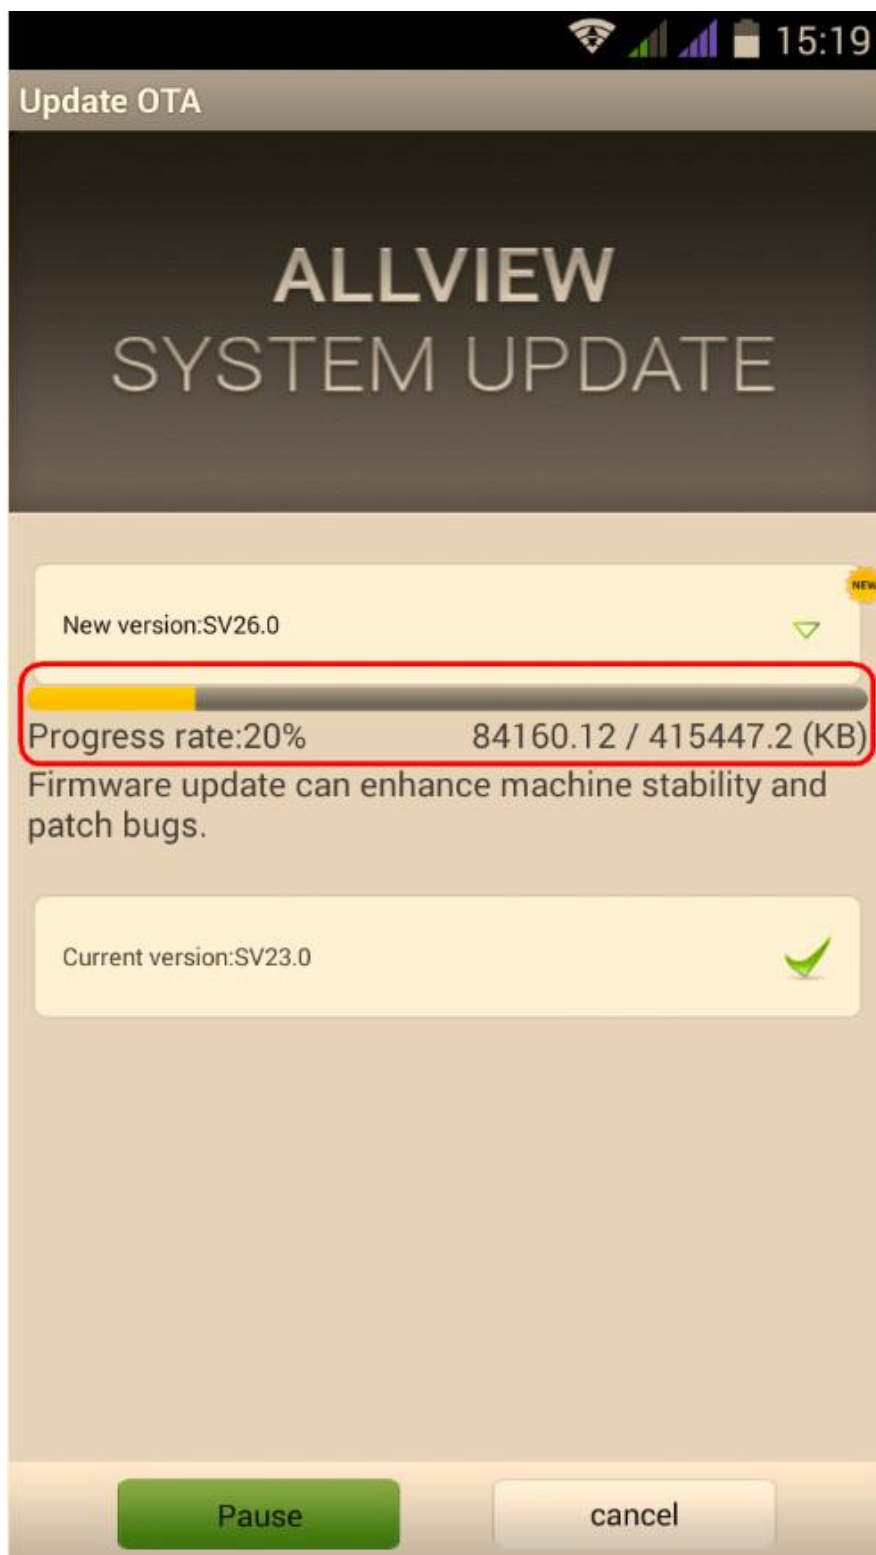 15:19
Update OTA
ALLVIEW
SYSTEM UPDATE
NEW
New version:SV26.0
Progress rate:20% 84160.12 / 415447.2 (KB)
Firmware update can enhance machine stability and
patch bugs.
Current version:SV23.0
Pause cancel